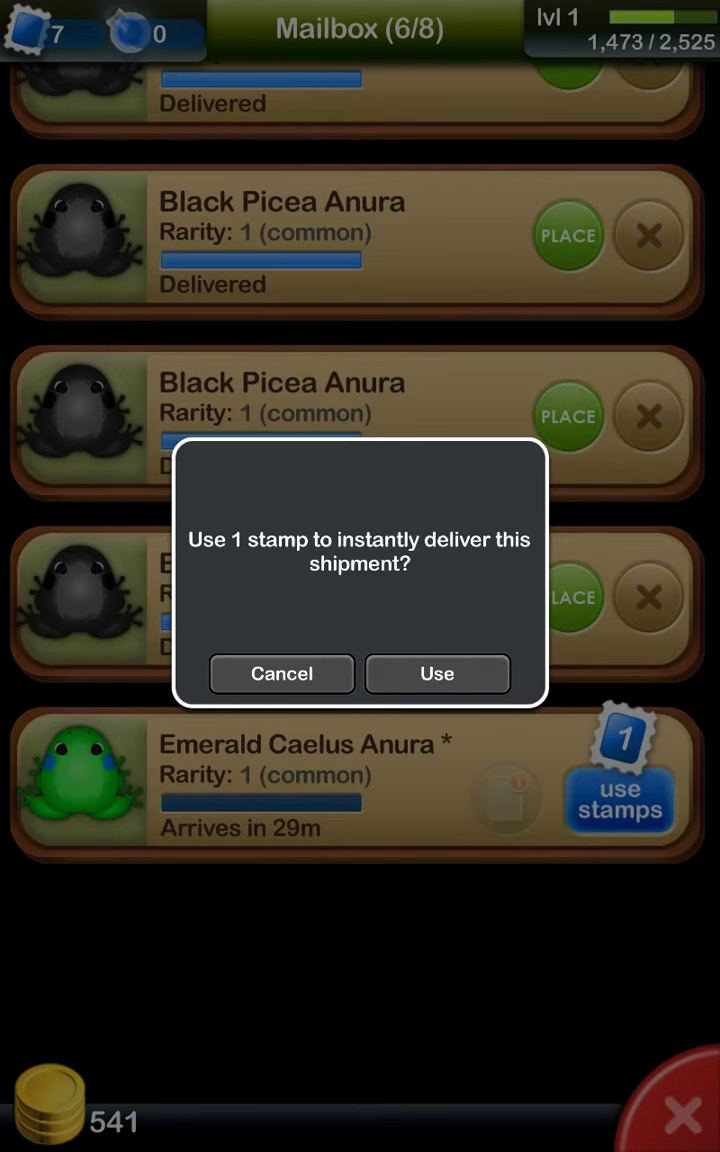 7
0
Mailbox (6/8)
lvl 1
1,473 / 2,525
Delivered
Black Picea Anura
Rarity: 1 (common)
Delivered
PLACE
Black Picea Anura
Rarity: 1 (common)
PLACE
Use 1 stamp to instantly deliver this
shipment?
Cancel
Use
Emerald Caelus Anura *
Rarity: 1 (common)
Arrives in 29m
1
1
use
stamps
541